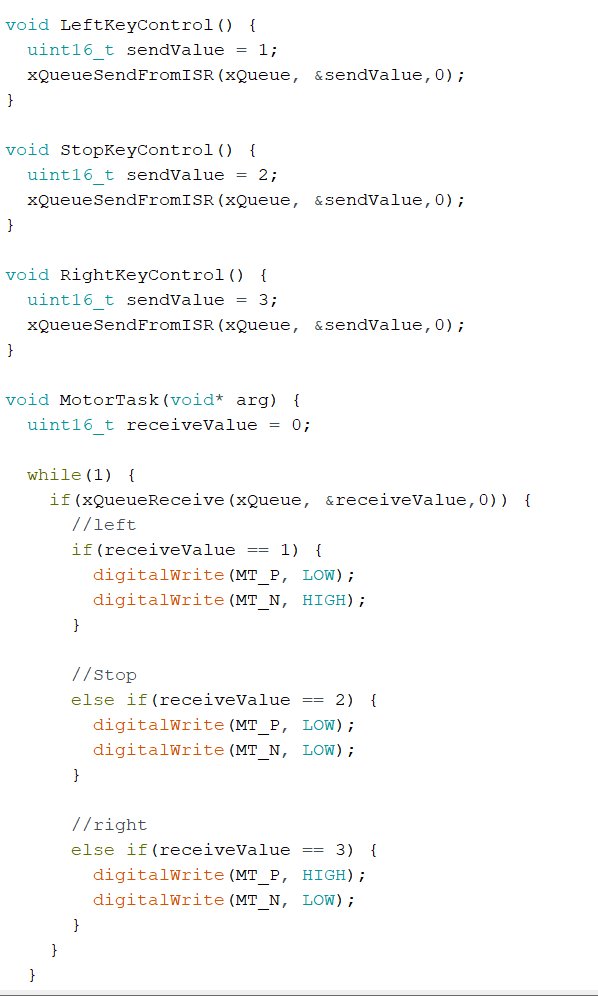 void LeftKeyControl() {
  uint16_t sendValue = 1;
  xQueueSendFromISR(xQueue, &sendValue,0);
}

void StopKeyControl() {
  uint16_t sendValue = 2;
  xQueueSendFromISR(xQueue, &sendValue,0);
}

void RightKeyControl() {
  uint16_t sendValue = 3;
  xQueueSendFromISR(xQueue, &sendValue,0);
}

void MotorTask(void* arg) {
  uint16_t receiveValue = 0;

  while(1) {
    if(xQueueReceive(xQueue, &receiveValue,0)) {
      //left
      if(receiveValue == 1) {
        digitalWrite(MT_P, LOW);
        digitalWrite(MT_N, HIGH);
      }

      //Stop
      else if(receiveValue == 2) {
        digitalWrite(MT_P, LOW);
        digitalWrite(MT_N, LOW);
      }

      //right
      else if(receiveValue == 3) {
        digitalWrite(MT_P, HIGH);
        digitalWrite(MT_N, LOW);
      }
    }
  }